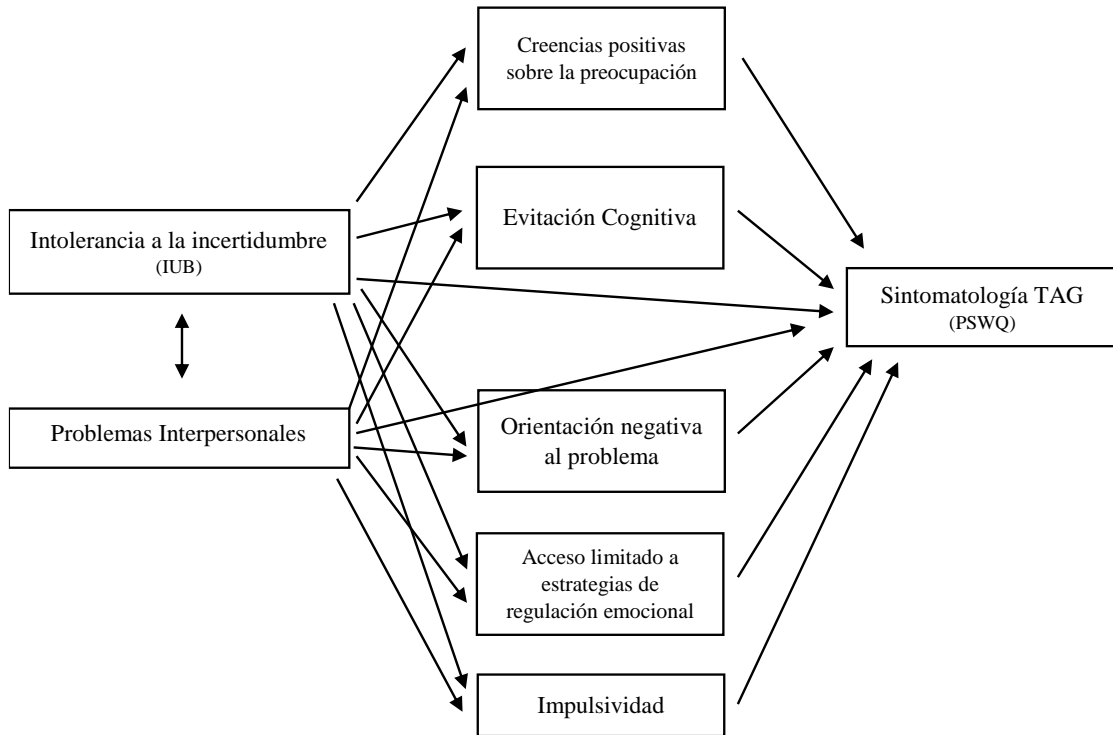 Creencias positivas
sobre la preocupación
Evitación Cognitiva
Intolerancia a la incertidumbre
(IUB)
Sintomatología TAG
(PSWQ)
Problemas Interpersonales
Orientación negativa
al problema
Acceso limitado a
estrategias de
regulación emocional
Impulsividad